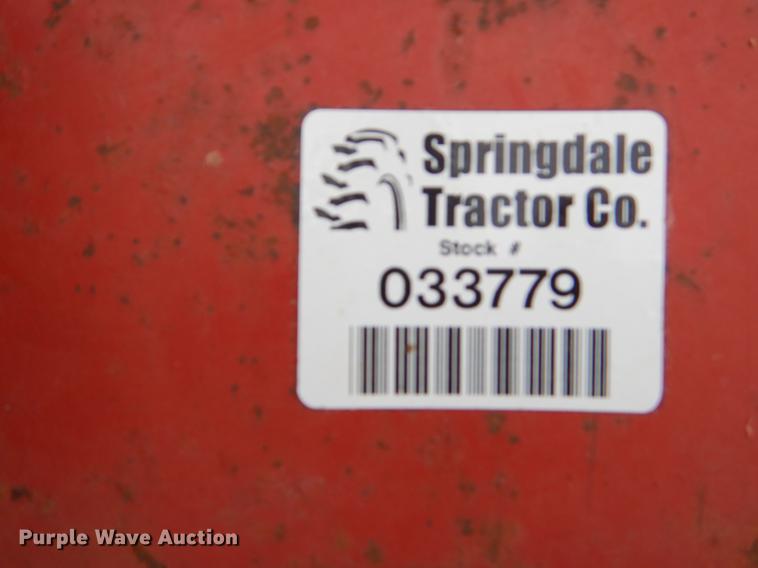 Springdale
Tractor Co.
Stock #
033779
Purple Wave Auction